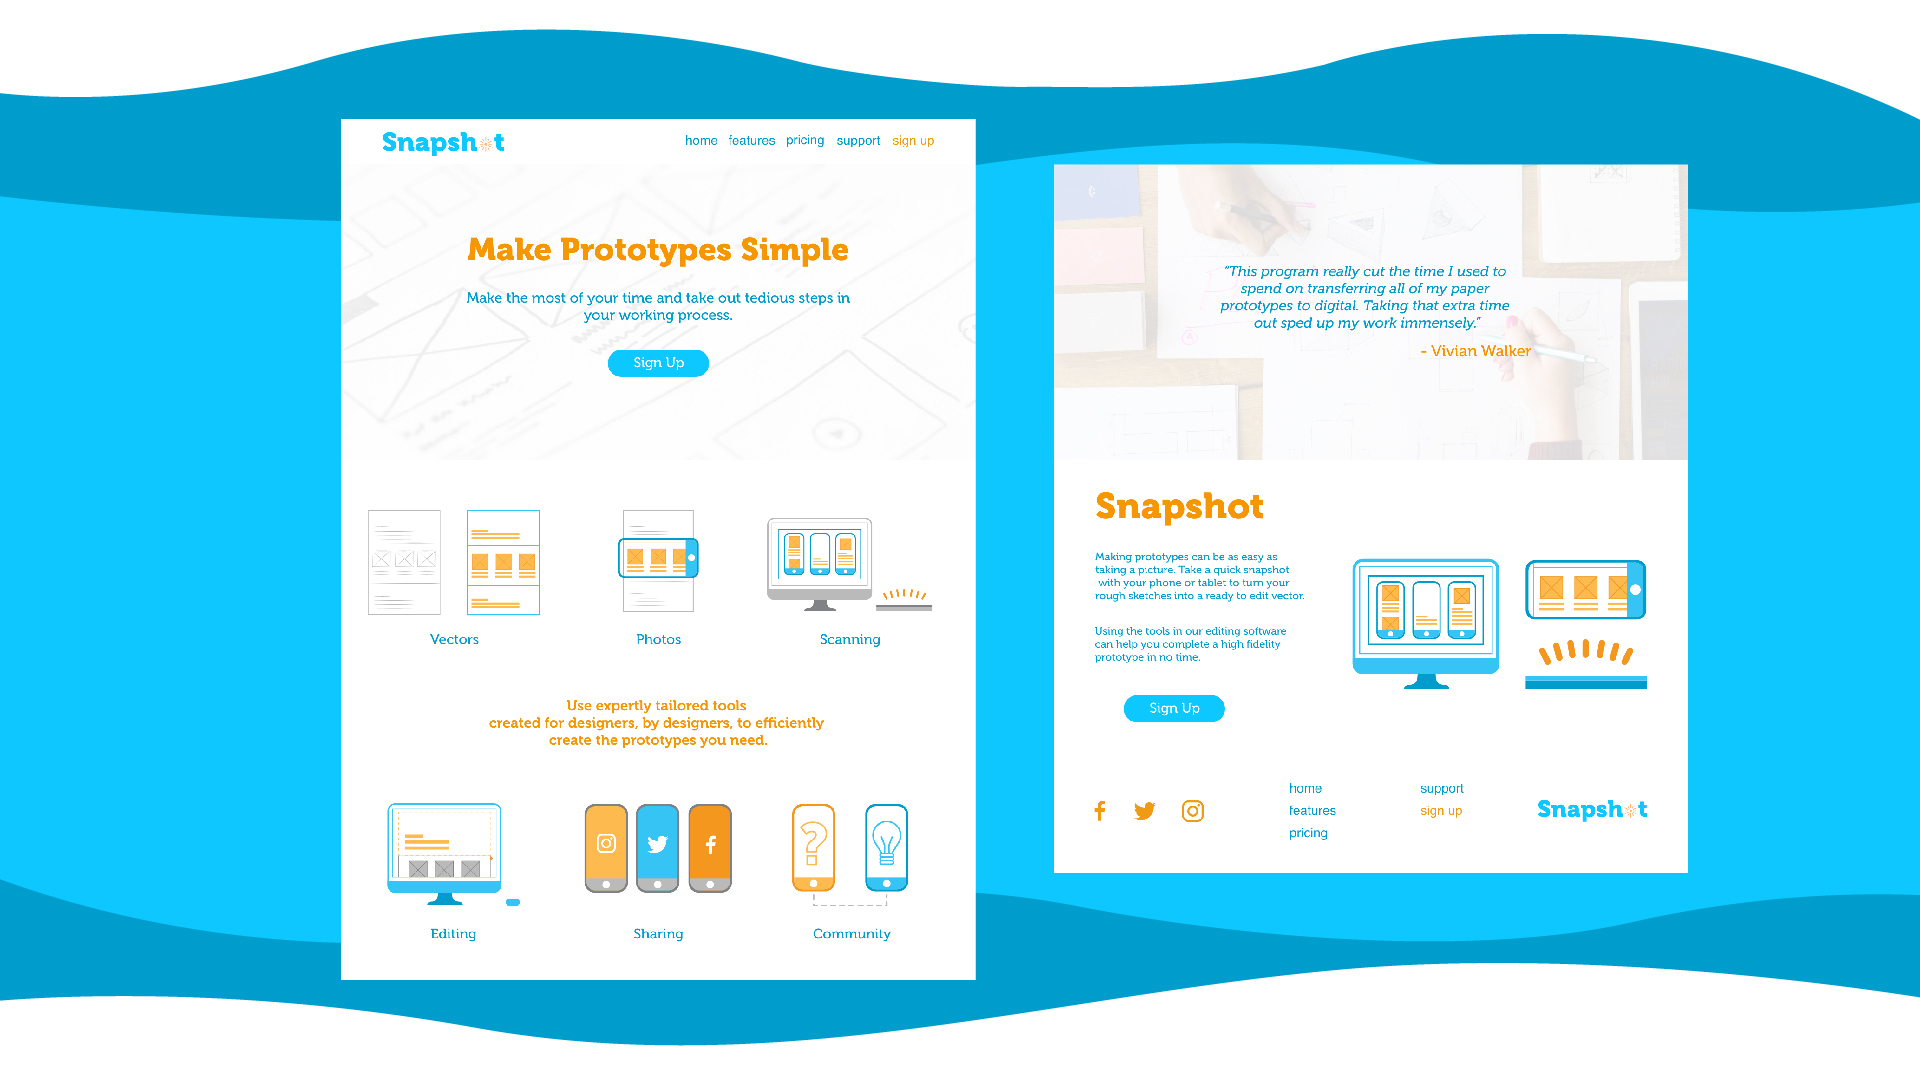 Snapshot
home features pricing support sign up
Make Prototypes Simple
Make the most of your time and take out tedious steps in
your working process.
Sign Up
Vectors
Photos
Scanning
Use expertly tailored tools
created for designers, by designers, to efficiently
create the prototypes you need.
Editing
Sharing
Community
“This program really cut the time I used to
spend on transferring all of my paper
prototypes to digital. Taking that extra time
out sped up my work immensely.”
- Vivian Walker
Snapshot
Making prototypes can be as easy as
taking a picture. Take a quick snapshot
with your phone or tablet to turn your
rough sketches into a ready to edit vector.
Using the tools in our editing software
can help you complete a high fidelity
prototype in no time.
Sign Up
home
features
pricing
support
sign up
Snapshot